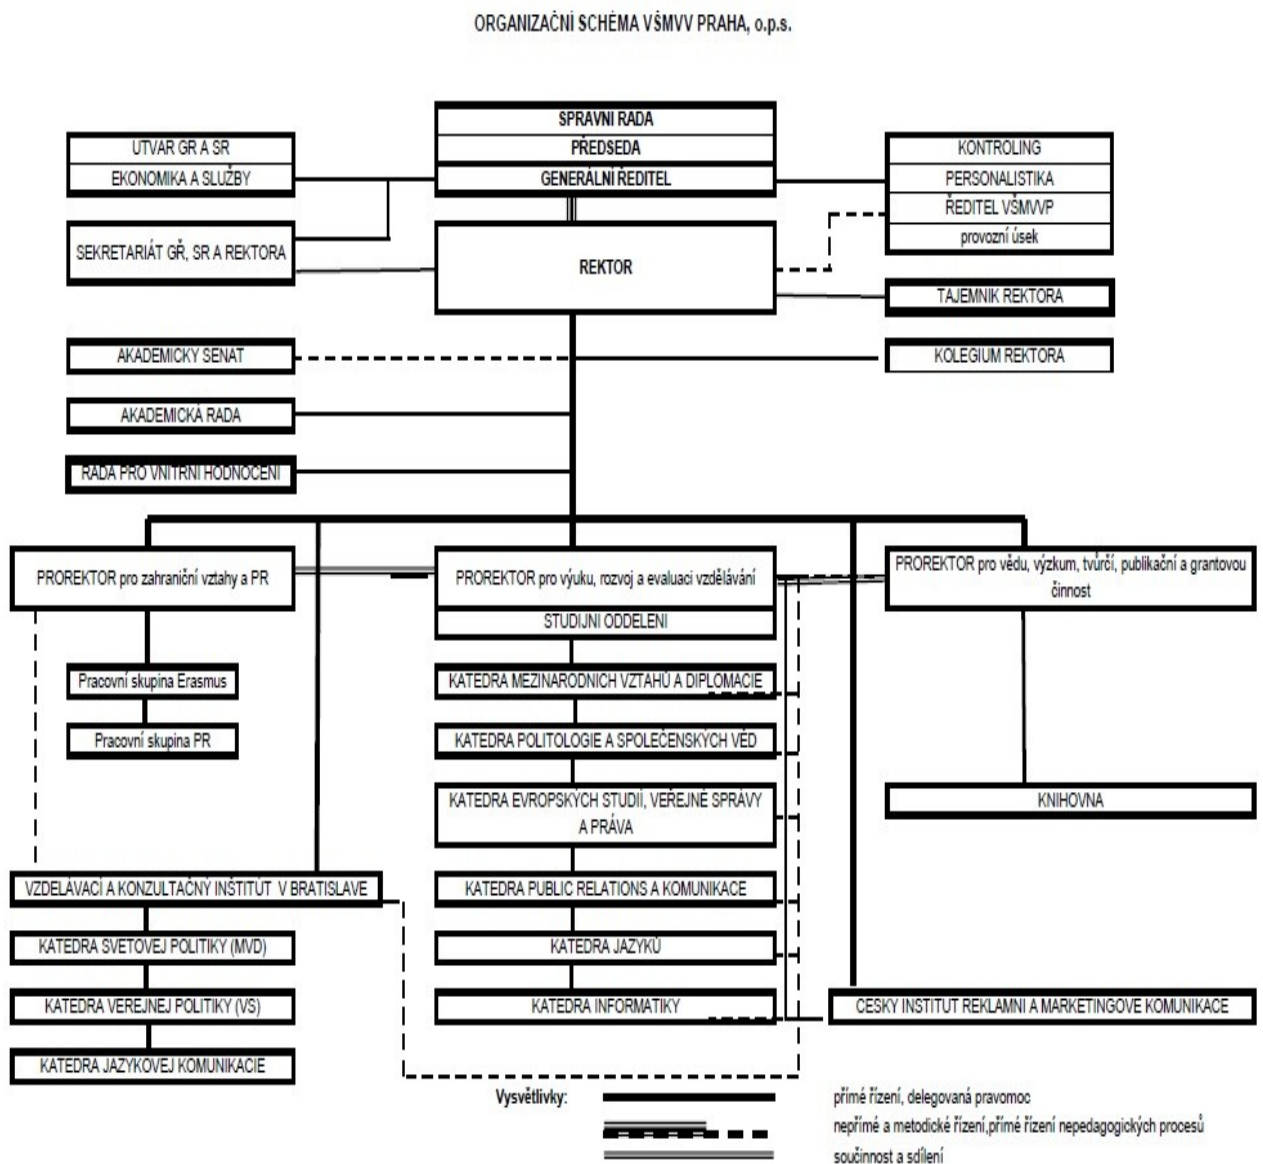 ORGANIZAČNÍ SCHÉMA VŠMVV PRAHA, o.p.s.
SPRÁVNÍ RADA
PŘEDSEDA
GENERÁLNÍ ŘEDITEL
UTVAR GR A SR
EKONOMIKA A SLUŽBY
KONTROLING
PERSONALISTIKA
ŘEDITEL VŠMVVP
provozní úsek
SEKRETARIÁT GŘ, SR A REKTORA
REKTOR
TAJEMNIK REKTORA
AKADEMICKY SENAT
KOLEGIUM REKTORA
AKADEMICKÁ RADA
RADA PRO VNITRNI HODNOCENI
PROREKTOR pro zahraniční vztahy a PR
PROREKTOR pro výuku, rozvoj a evaluaci vzdělávání
PROREKTOR pro vědu, výzkum, tvůrčí, publikační a grantovou
činnost
STUDIJNI ODDELENI
Pracovní skupina Erasmus
Pracovní skupina PR
KATEDRA MEZINARODNICH VZTAHŮ A DIPLOMACIE
KATEDRA POLITOLOGIE A SPOLEČENSKÝCH VĚD
KATEDRA EVROPSKÝCH STUDII, VEŘEJNÉ SPRÁVY
A PRÁVA
KNIHOVNA
VZDELÁVACÍ A KONZULTAČNÝ INŠTITÚT V BRATISLAVE
KATEDRA PUBLIC RELATIONS A KOMUNIKACE
KATEDRA SVETOVEJ POLITIKY (MVD)
KATEDRA JAZYKŮ
KATEDRA VEREJNEJ POLITIKY (VS)
KATEDRA INFORMATIKY
CESKY INSTITUT REKLAMNI A MARKETINGOVE KOMUNIKACE
KATEDRA JAZYKOVEJ KOMUNIKACIE
Vysvětlivky:
přímé řízení, delegovaná pravomoc
nepřímé a metodické řízení,přímé řízení nepedagogických procesů
součinnost a sdílení